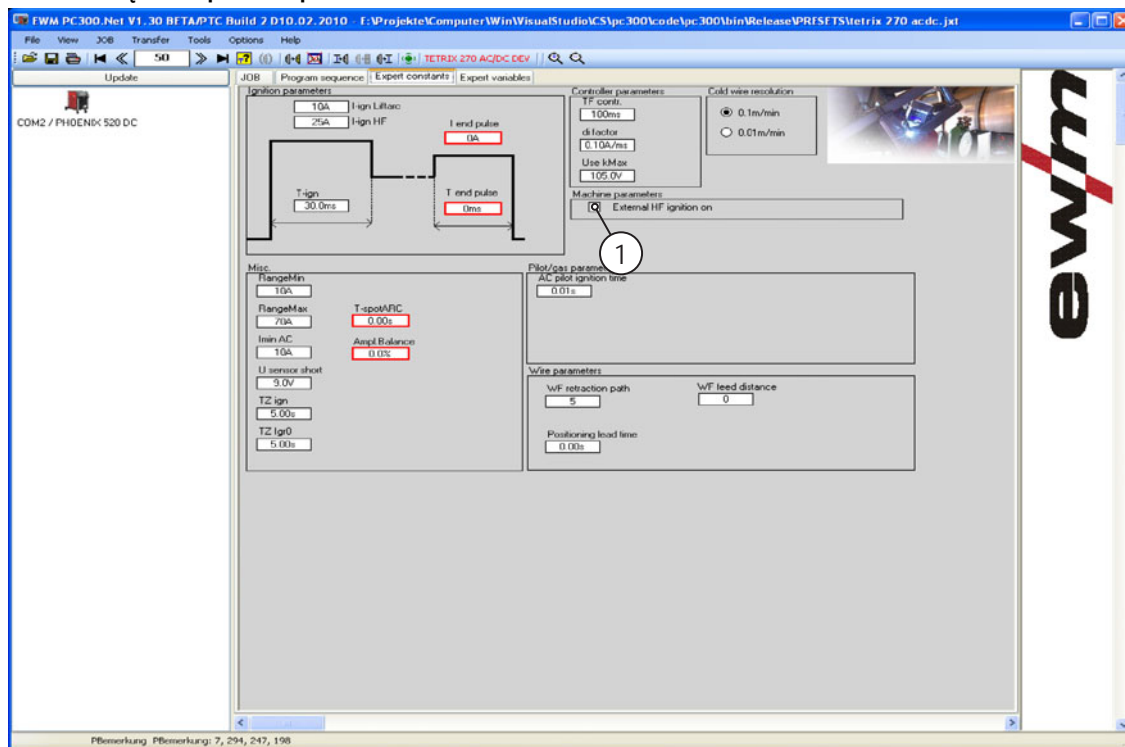 EWM PC300.Net V1.30 BETA/PTC Build 2 D10.02.2010 - E:\Projekte\Computer\Win\VisualStudio\CS\pc300\code\pc300\bin\Release\PRESETS\tetrix 270 acdc.jxt
File View JOB Transfer Tools Options Help
50
TETRIX 270 AC/DC DEV
Update
JOB Program sequence Expert constants Expert variables
COM2 / PHOENIX 520 DC
Ignition parameters
10A I-ign Liftarc
25A I-ign HF
I end pulse
0A
T-ign
30.0ms
T end pulse
0ms
Controller parameters
TF contr.
100ms
di factor
0.10A/ms
Use kMax
105.0V
Cold wire resolution
0.1m/min
0.01m/min
Machine parameters
External HF ignition on
1
Misc.
RangeMin
10A
RangeMax
70A
Imin AC
10A
U sensor short
9.0V
TZ ign
5.00s
TZ Igr0
5.00s
T-spotARC
0.00s
Ampl.Balance
0.0%
Pilot/gas
AC pilot ignition time
0.01s
Wire parameters
WF retraction path
5
WF feed distance
0
Positioning lead time
0.00s
ewm
PBemerkung PBemerkung: 7, 294, 247, 198